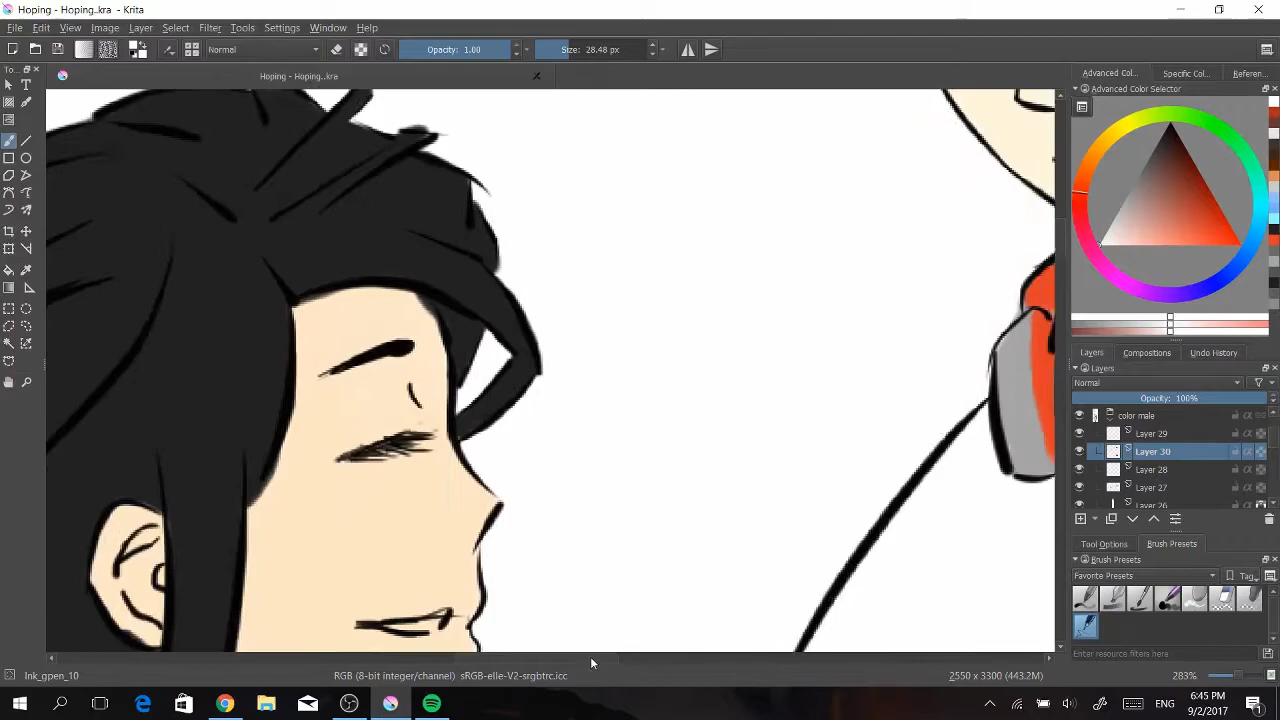 Hoping - Hoping..kra - Krita
File Edit View Image Layer Select Filter Tools Settings Window Help
Normal Opacity: 1.00 Size: 28.48 px
To...
Hoping - Hoping..kra
Advanced Col... Specific Col... Referen...
Advanced Color Selector
Layers Compositions Undo History
Layers
Normal
Opacity: 100%
color male
Layer 29
Layer 30
Layer 28
Layer 27
Layer 26
Tool Options Brush Presets
Brush Presets
Favorite Presets Tag
Enter resource filters here
Ink_gpen_10 RGB (8-bit integer/channel) sRGB-elle-V2-srgbtrc.icc 2550 x 3300 (443.2M) 283%
ENG 6:45 PM
9/2/2017